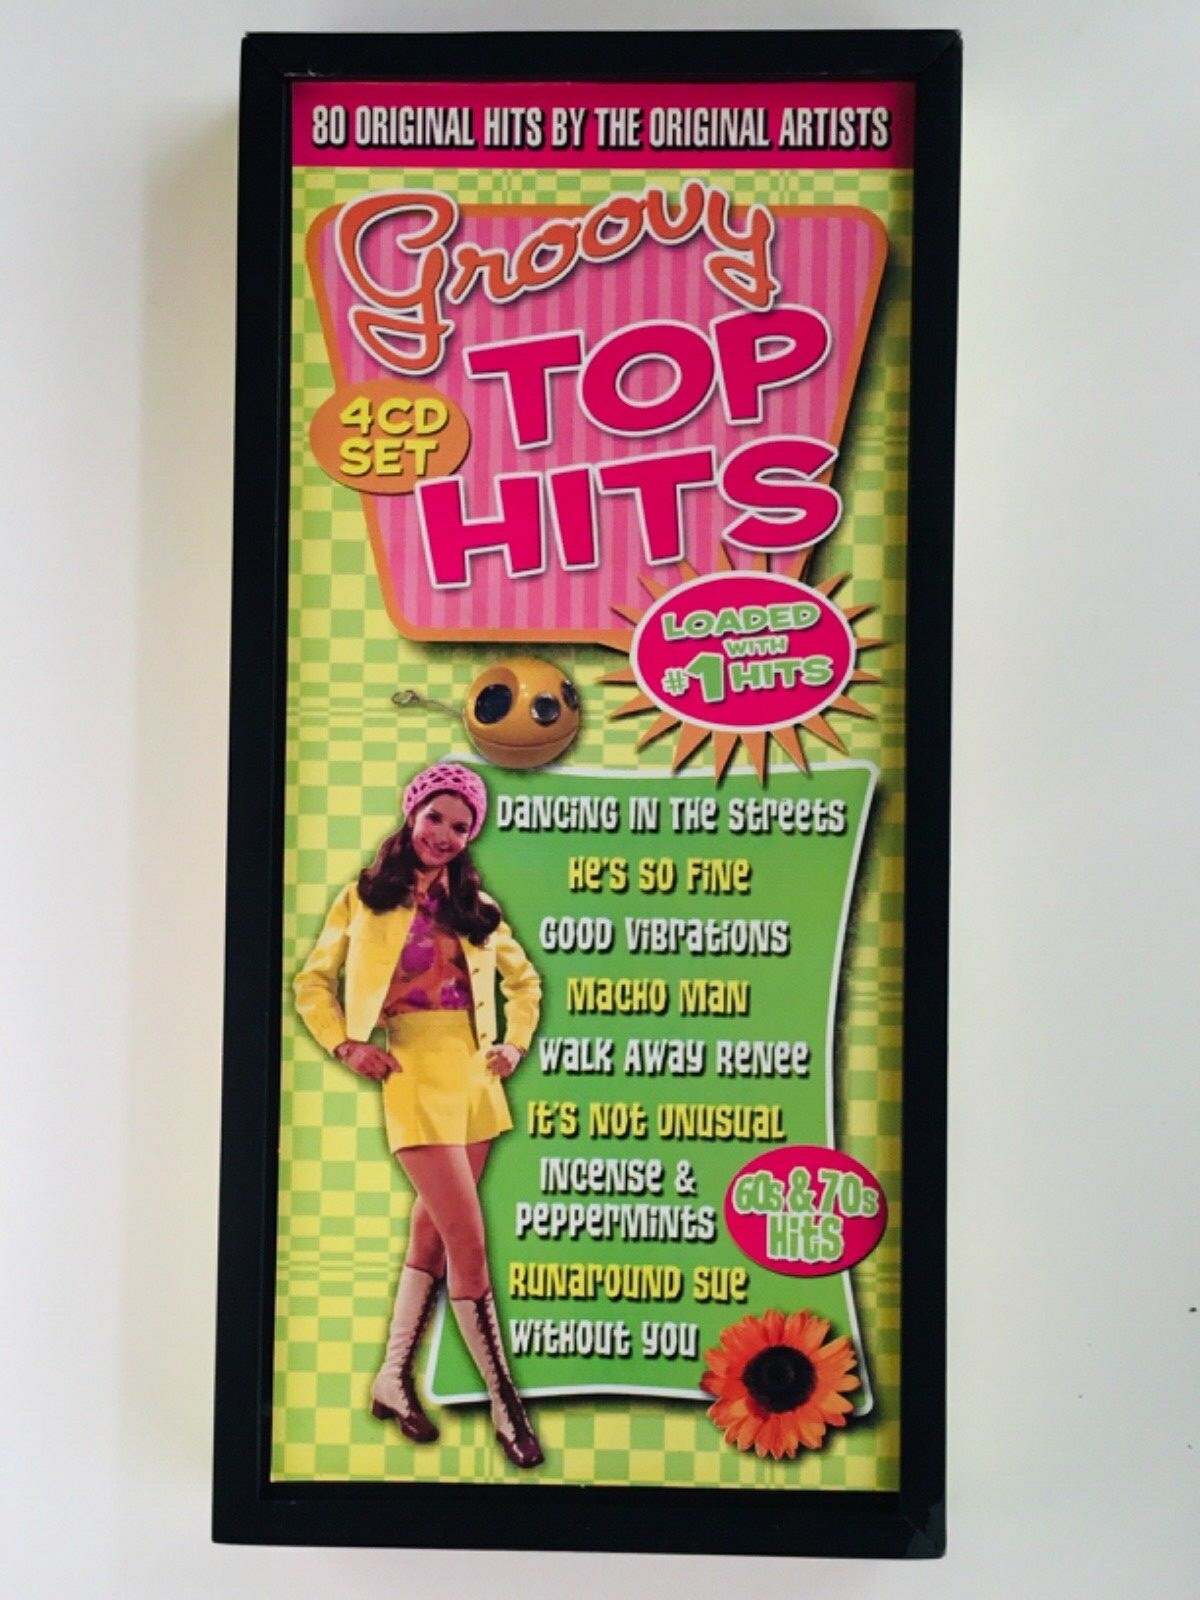 80 ORIGINAL HITS BY THE ORIGINAL ARTISTS
Groovy
TOP
HITS
4CD
SET
LOADED
WITH
#1 HITS
DANCING IN THE STREETS
HE'S SO FINE
GOOD VIBRATIONS
MACHO MAN
WALK AWAY RENEE
IT'S NOT UNUSUAL
INCENSE &
PEPPERMINTS
RUNAROUND SUE
WITHOUT YOU
60s & 70s
HITS